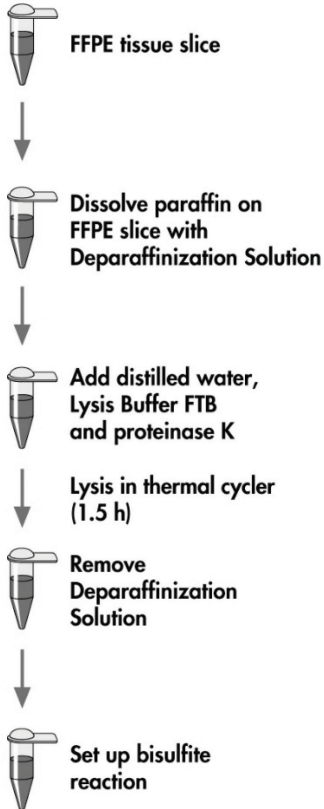 FFPE tissue slice
Dissolve paraffin on
FFPE slice with
Deparaffinization Solution
Add distilled water,
Lysis Buffer FTB
and proteinase K
Lysis in thermal cycler
(1.5 h)
Remove
Deparaffinization
Solution
Set up bisulfite
reaction